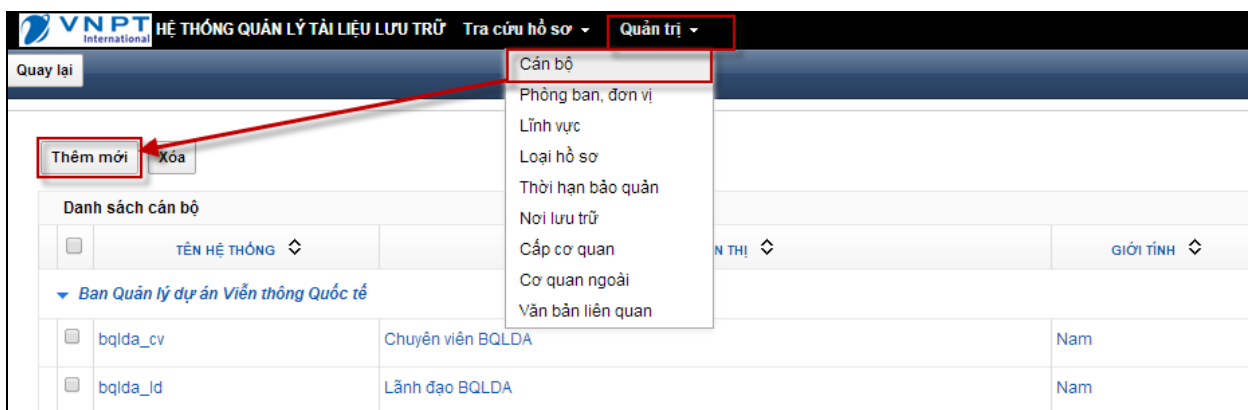 VNPT International HỆ THỐNG QUẢN LÝ TÀI LIỆU LƯU TRỮ Tra cứu hồ sơ Quản trị
Quay lại
Cán bộ
Phòng ban, đơn vị
Lĩnh vực
Loại hồ sơ
Thời hạn bảo quản
Nơi lưu trữ
Cấp cơ quan
Cơ quan ngoài
Văn bản liên quan
Thêm mới Xóa
Danh sách cán bộ
TÊN HỆ THỐNG N THỊ GIỚI TÍNH
Ban Quản lý dự án Viễn thông Quốc tế
bqlda_cv Chuyên viên BQLDA Nam
bqlda_ld Lãnh đạo BQLDA Nam